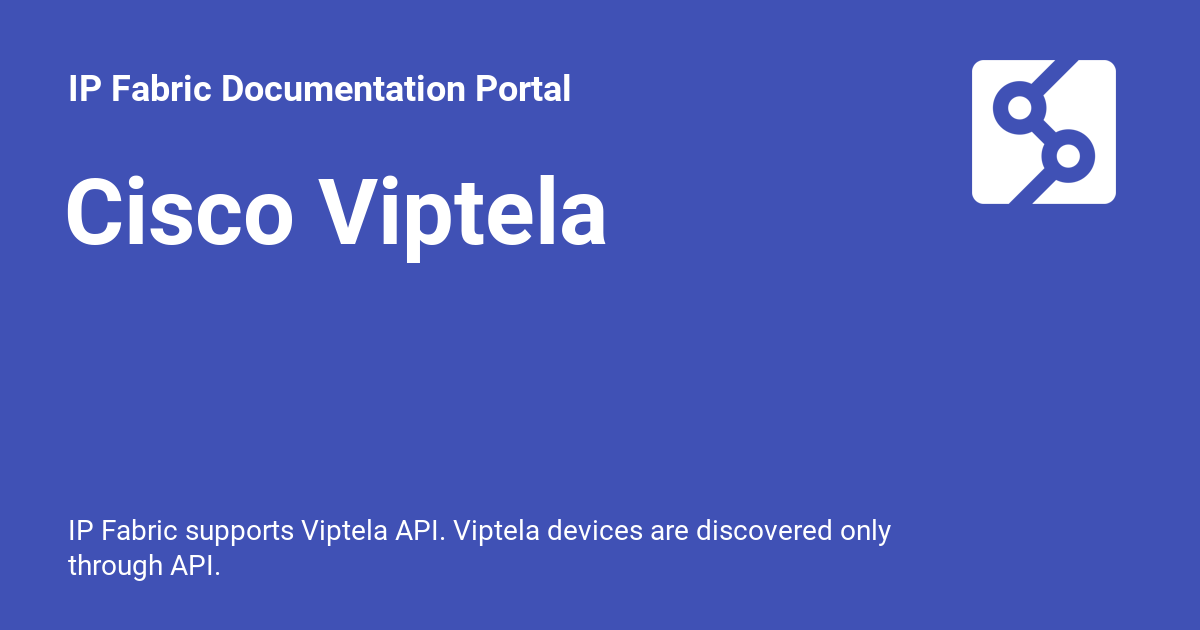 IP Fabric Documentation Portal
Cisco Viptela
IP Fabric supports Viptela API. Viptela devices are discovered only
through API.